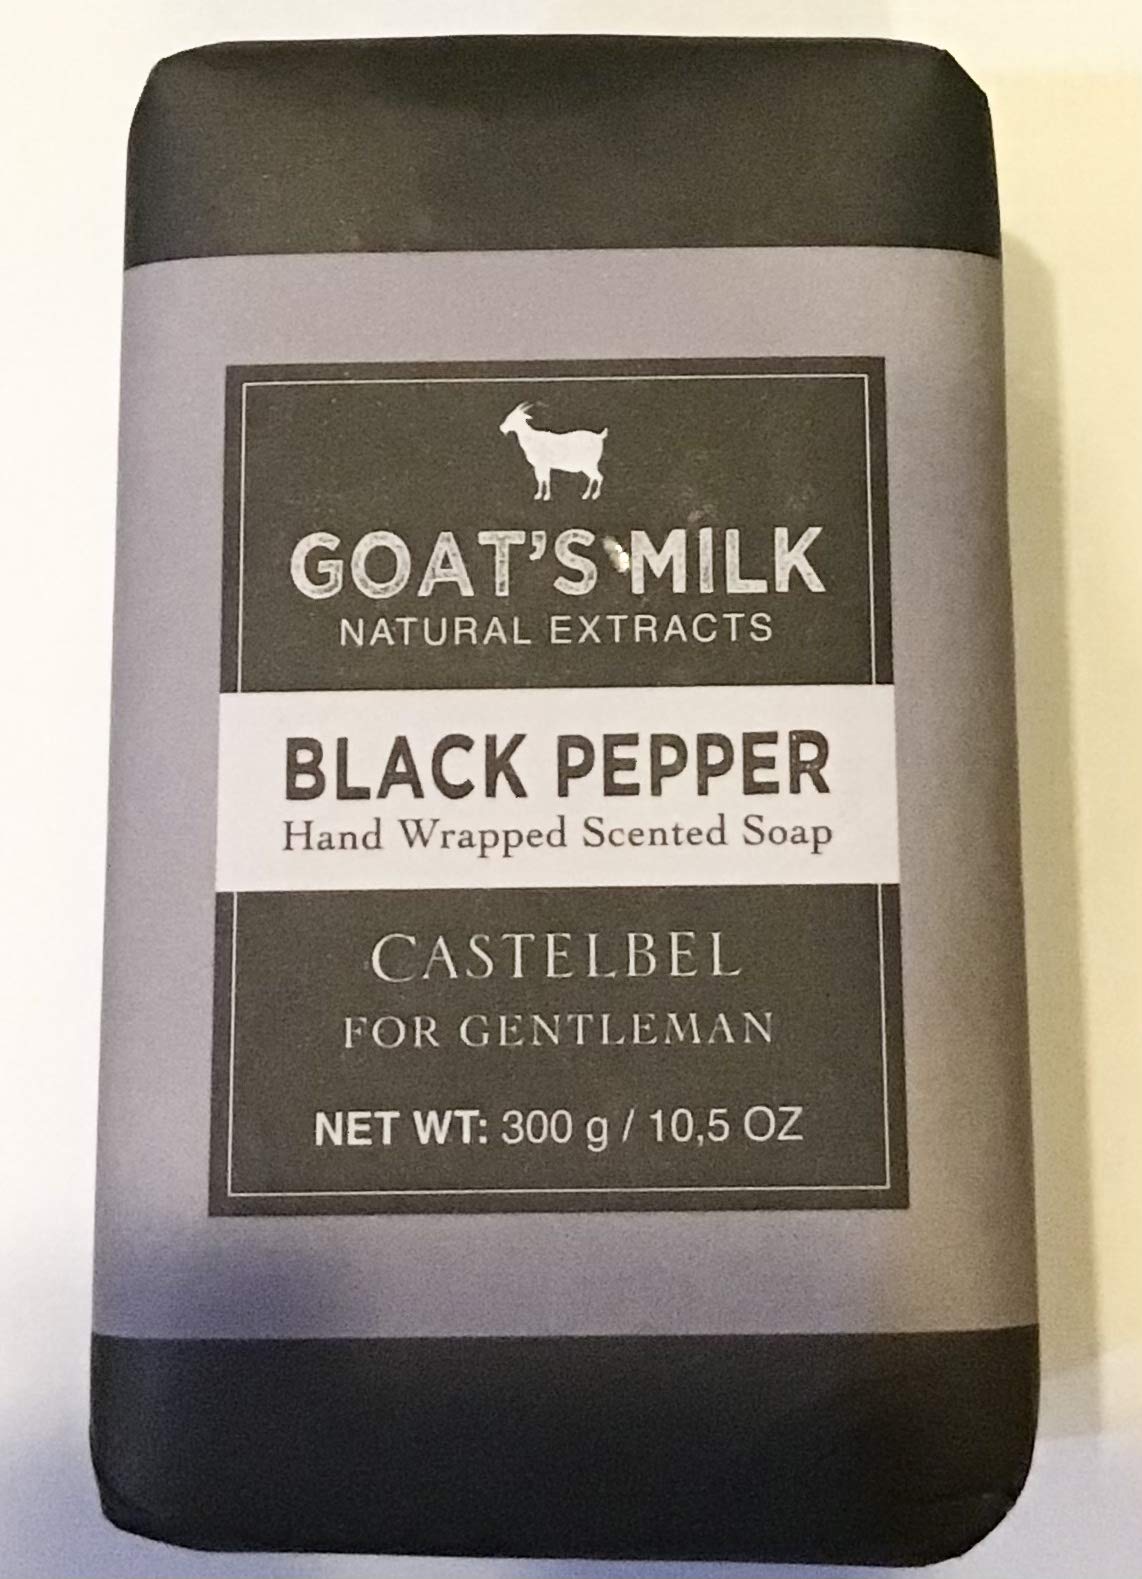 GOAT'S MILK
NATURAL EXTRACTS
BLACK PEPPER
Hand Wrapped Scented Soap
CASTELBEL
FOR GENTLEMAN
NET WT: 300 g / 10,5 OZ